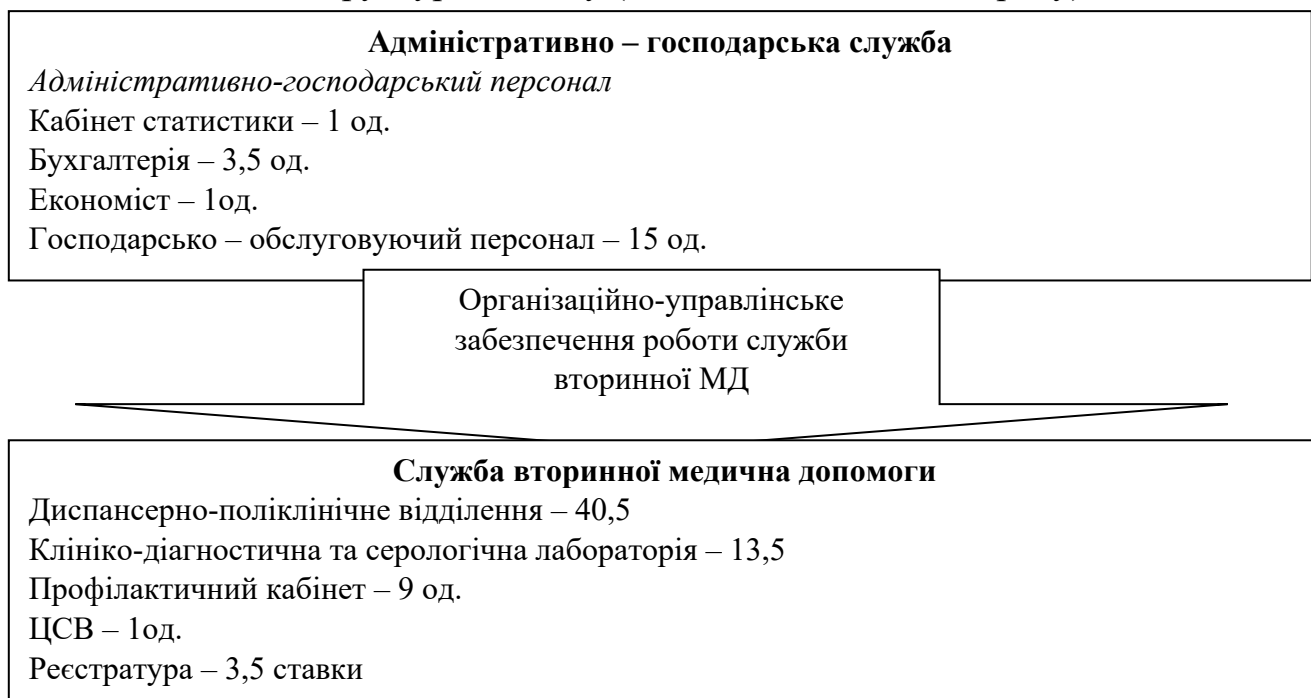 Адміністративно – господарська служба
Адміністративно-господарський персонал
Кабінет статистики – 1 од.
Бухгалтерія – 3,5 од.
Економіст – 1од.
Господарсько – обслуговуючий персонал – 15 од.
Організаційно-управлінське
забезпечення роботи служби
вторинної МД
Служба вторинної медична допомоги
Диспансерно-поліклінічне відділення – 40,5
Клініко-діагностична та серологічна лабораторія – 13,5
Профілактичний кабінет – 9 од.
ЦСВ – 1од.
Реєстратура – 3,5 ставки